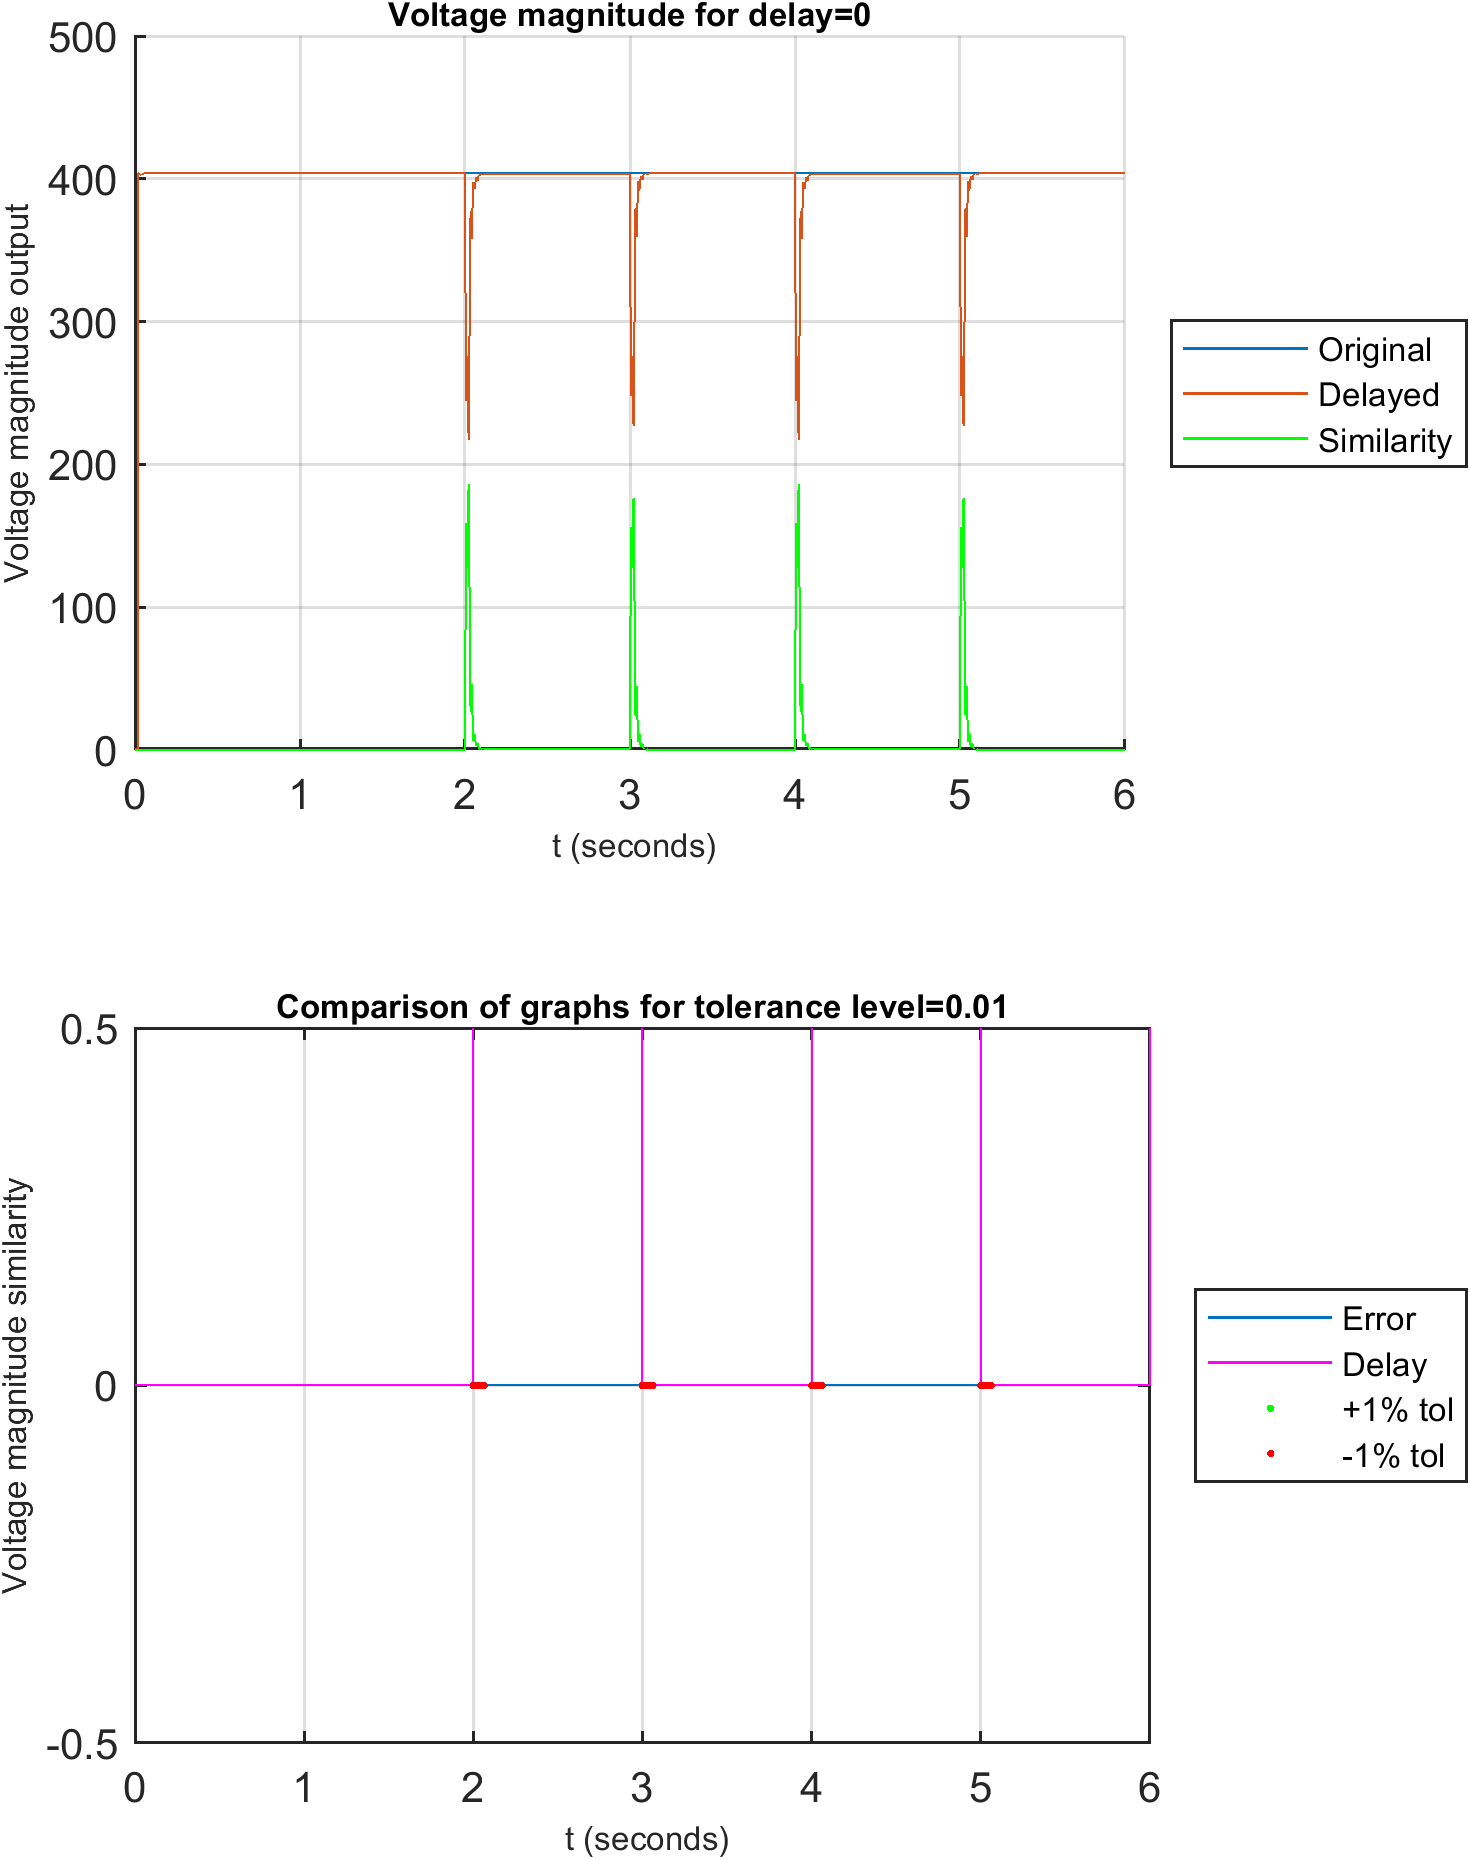 Voltage magnitude for delay=0
500
400
300
200
100
0
Voltage magnitude output
0 1 2 3 4 5 6
t (seconds)
Original
Delayed
Similarity
Comparison of graphs for tolerance level=0.01
0.5
0
-0.5
Voltage magnitude similarity
0 1 2 3 4 5 6
t (seconds)
Error
Delay
+1% tol
-1% tol